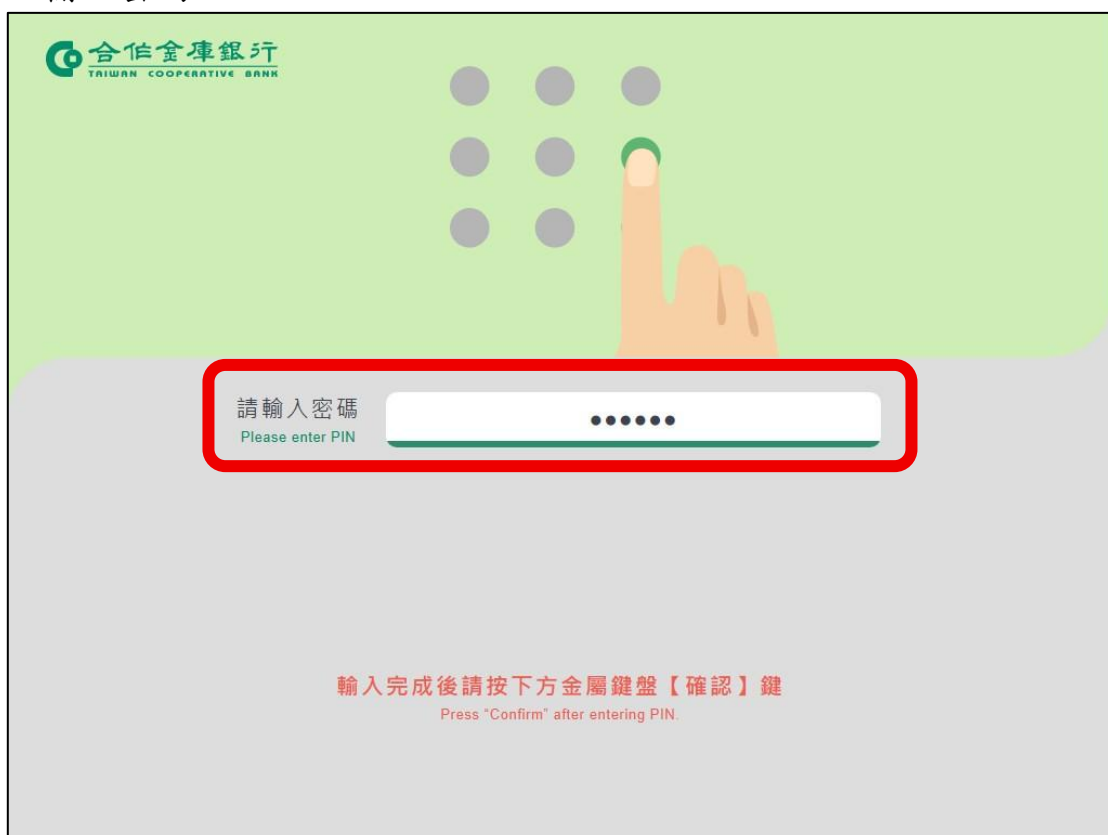 合作金庫銀行
TAIWAN COOPERATIVE BANK
請輸入密碼
Please enter PIN
••••••
輸入完成後請按下方金屬鍵盤【確認】鍵
Press "Confirm" after entering PIN.